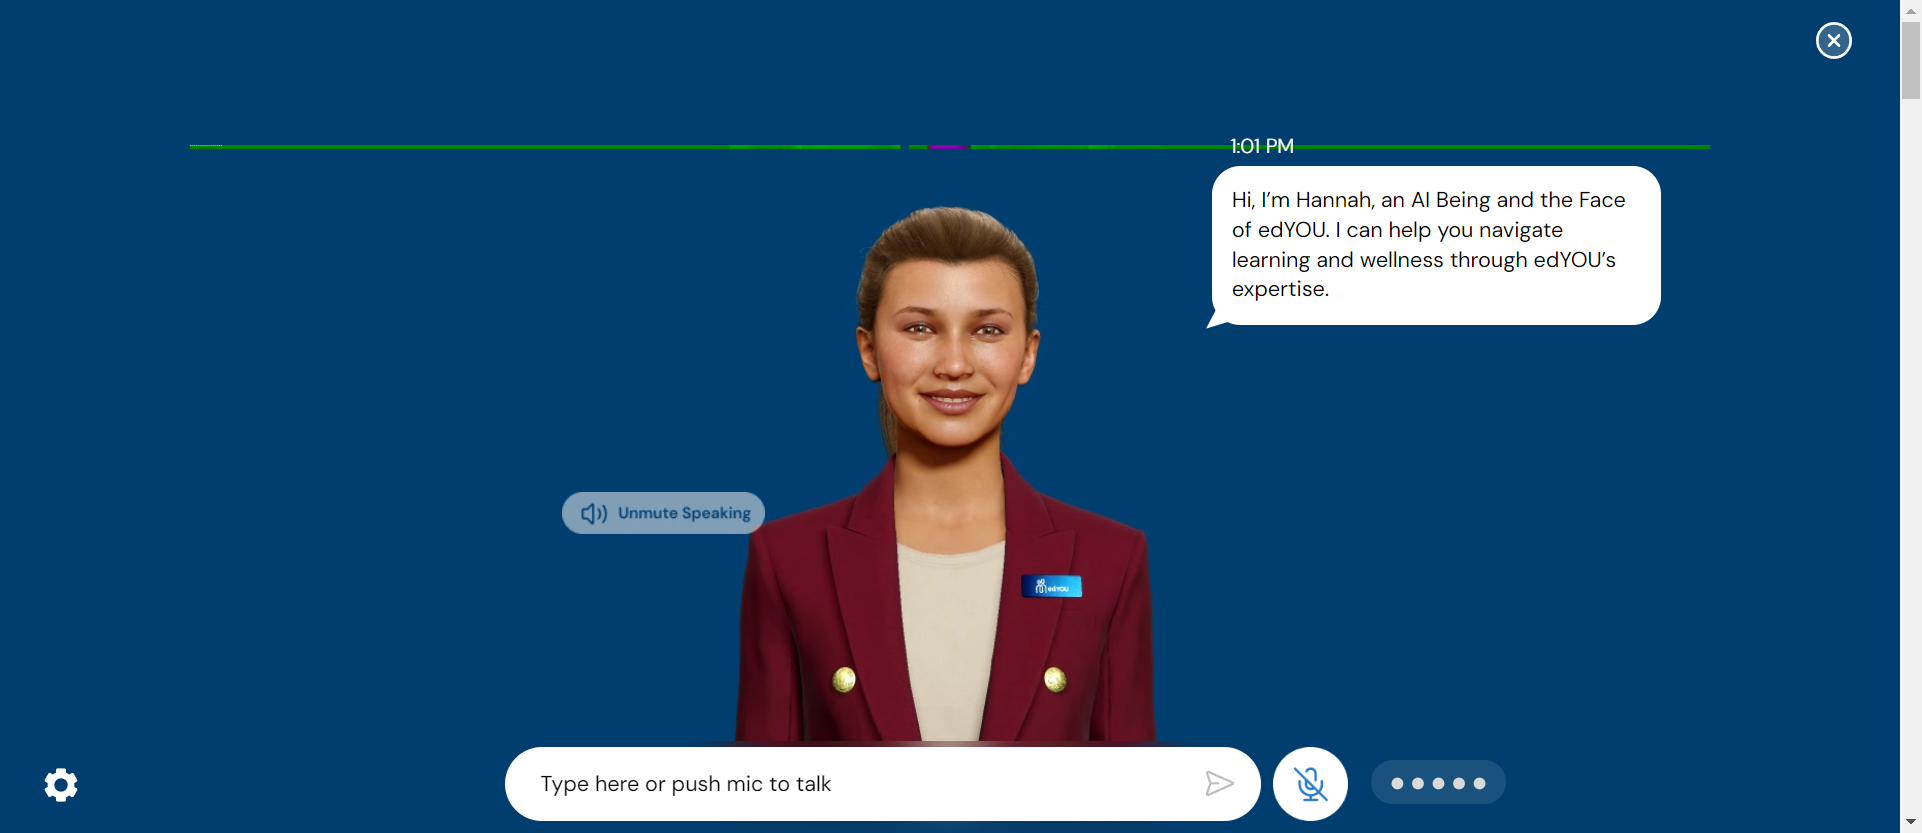 1:01 PM
Hi, I’m Hannah, an AI Being and the Face
of edYOU. I can help you navigate
learning and wellness through edYOU’s
expertise.
Unmute Speaking
edYOU
Type here or push mic to talk